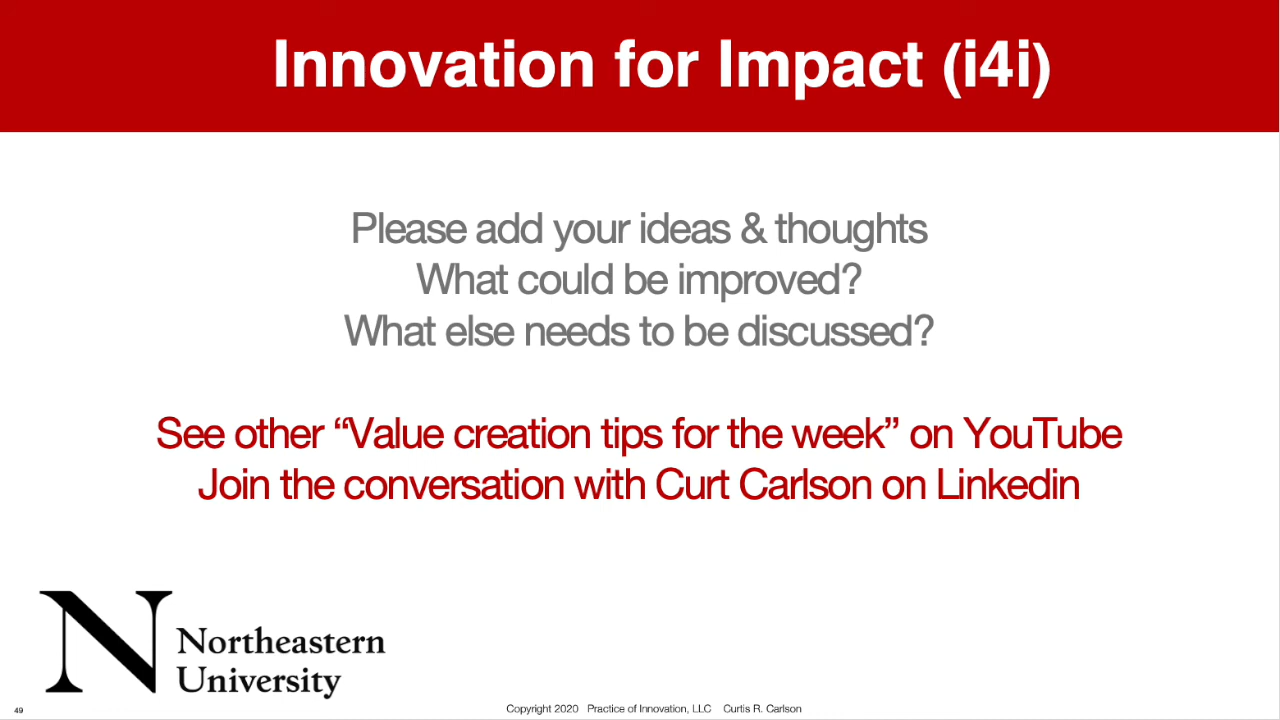 Innovation for Impact (i4i)
Please add your ideas & thoughts
What could be improved?
What else needs to be discussed?
See other “Value creation tips for the week” on YouTube
Join the conversation with Curt Carlson on Linkedin
N
Northeastern
University
49
Copyright 2020 Practice of Innovation, LLC Curtis R. Carlson